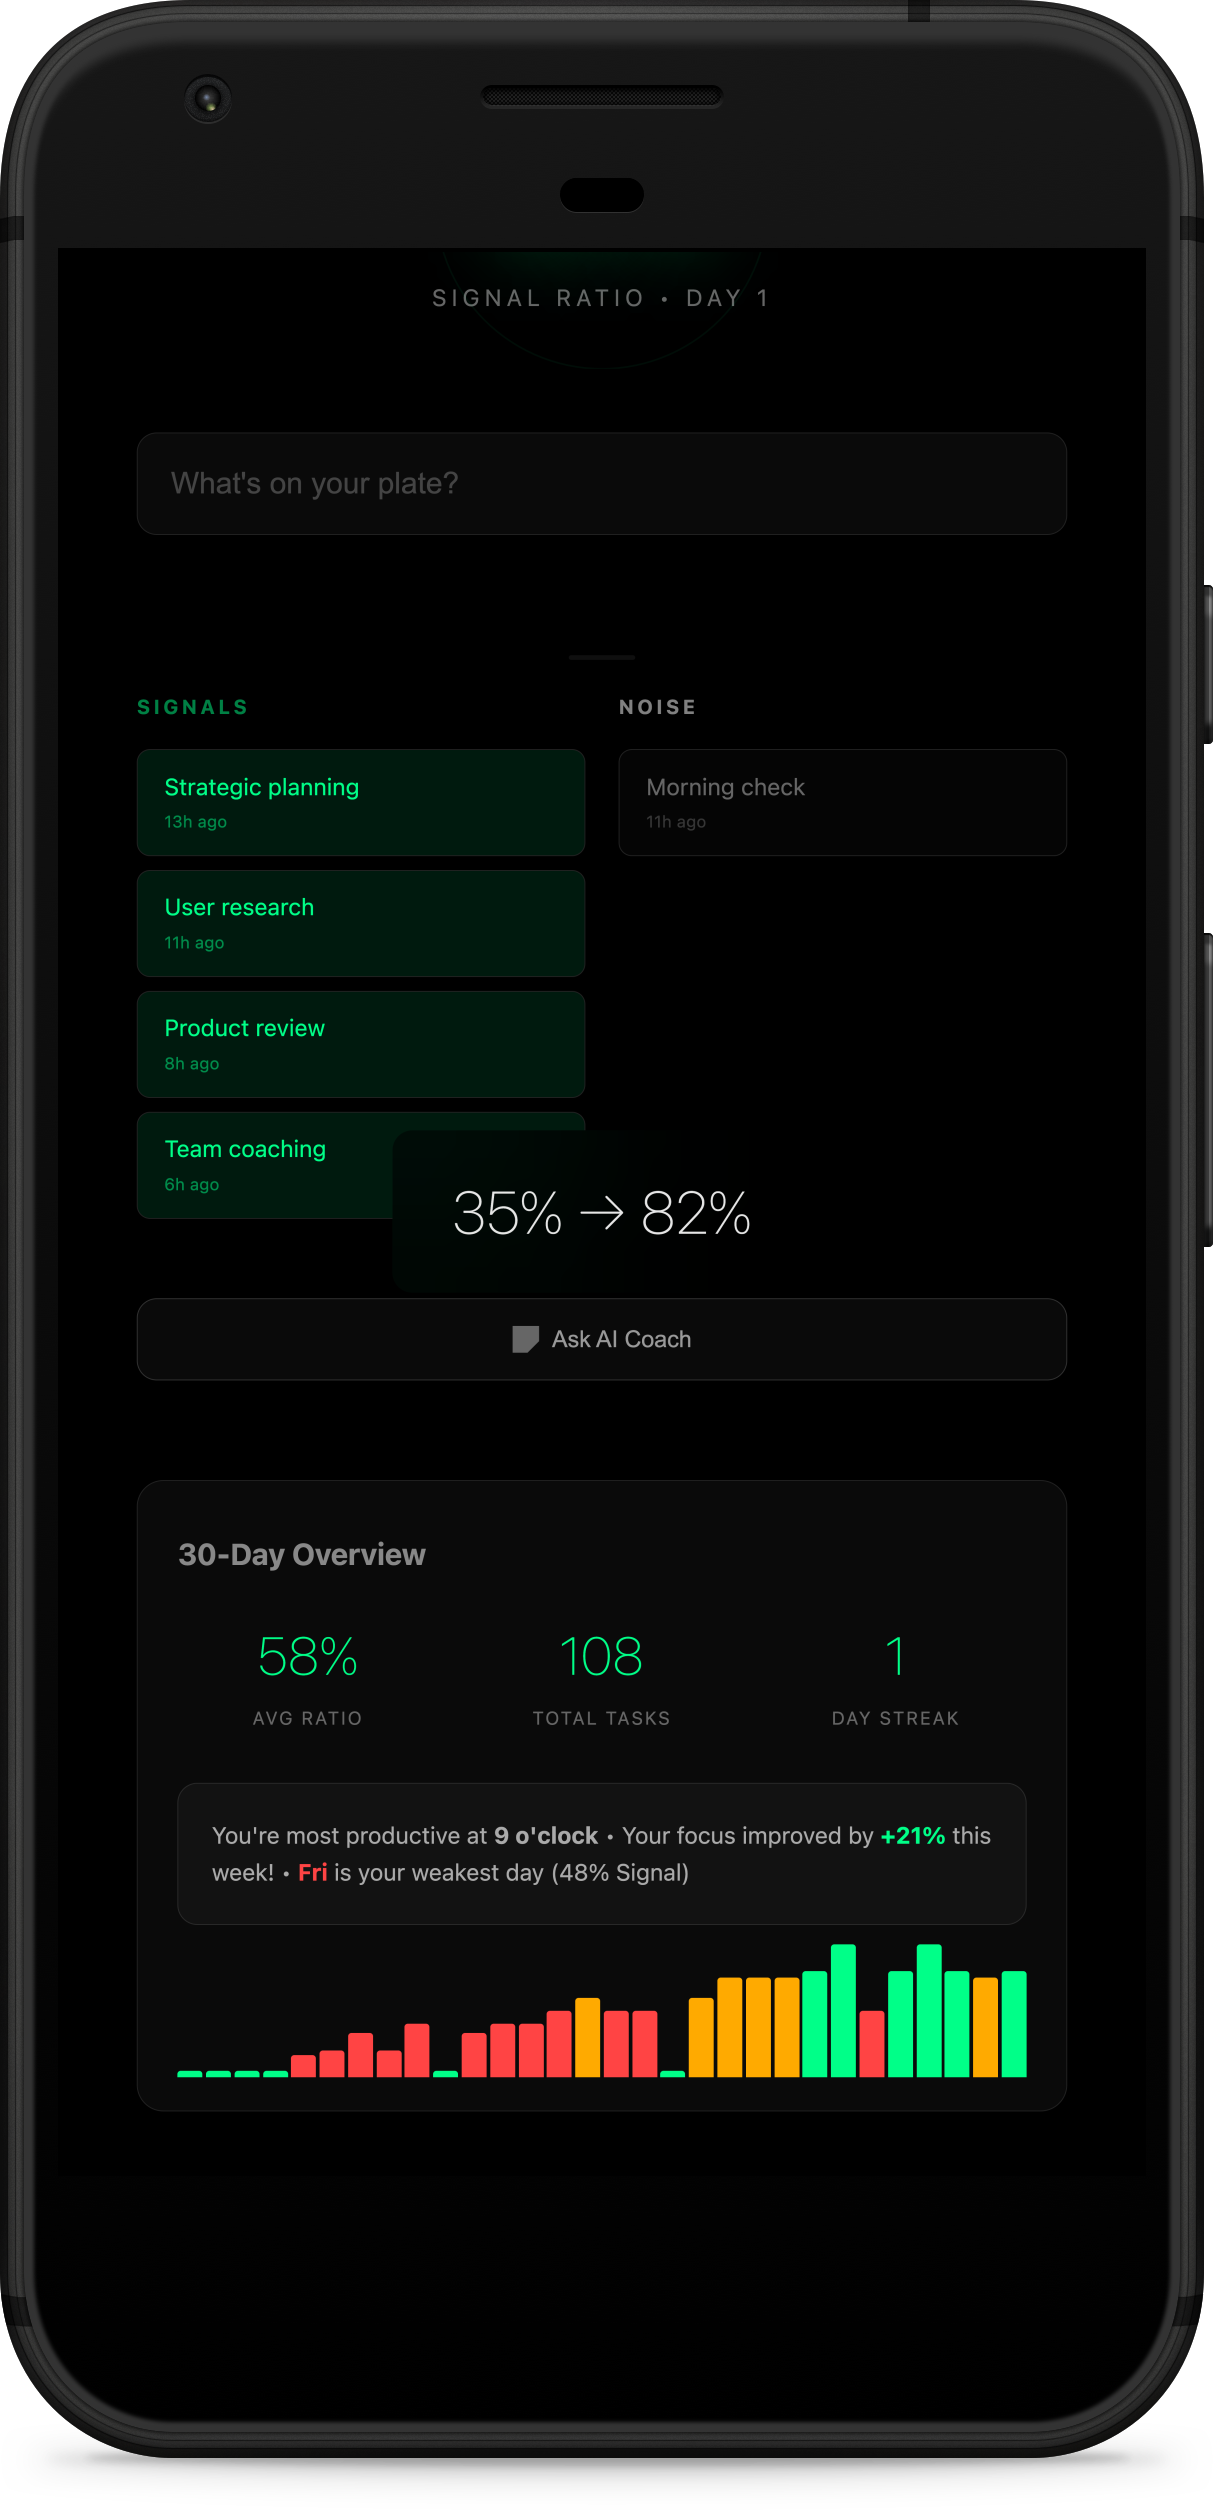 SIGNAL RATIO • DAY 1
What's on your plate?
SIGNALS
Strategic planning
13h ago
User research
11h ago
Product review
8h ago
Team coaching
6h ago
NOISE
Morning check
11h ago
35% → 82%
Ask AI Coach
30-Day Overview
58%
AVG RATIO
108
TOTAL TASKS
1
DAY STREAK
You're most productive at 9 o'clock • Your focus improved by +21% this
week! • Fri is your weakest day (48% Signal)